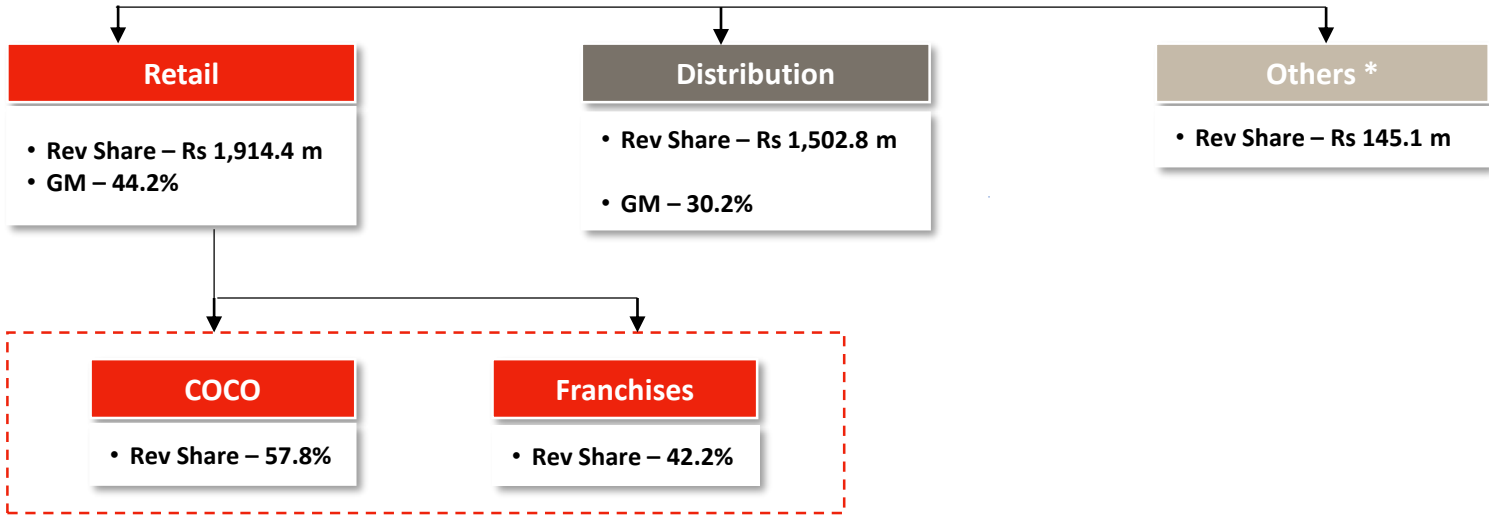 Retail
• Rev Share – Rs 1,914.4 m
• GM – 44.2%
Distribution
• Rev Share – Rs 1,502.8 m
• GM – 30.2%
Others *
• Rev Share – Rs 145.1 m
COCO
• Rev Share – 57.8%
Franchises
• Rev Share – 42.2%